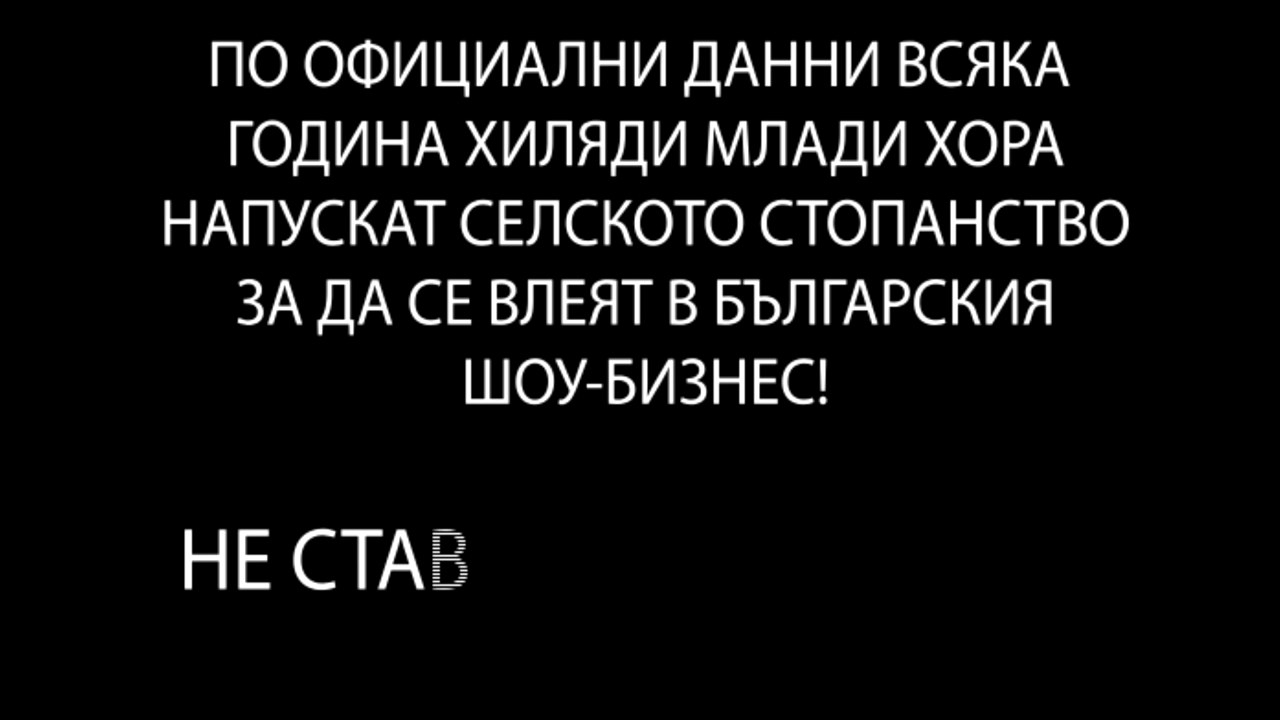 ПО ОФИЦИАЛНИ ДАННИ ВСЯКА
ГОДИНА ХИЛЯДИ МЛАДИ ХОРА
НАПУСКАТ СЕЛСКОТО СТОПАНСТВО
ЗА ДА СЕ ВЛЕЯТ В БЪЛГАРСКИЯ
ШОУ-БИЗНЕС!
НЕ СТАВ